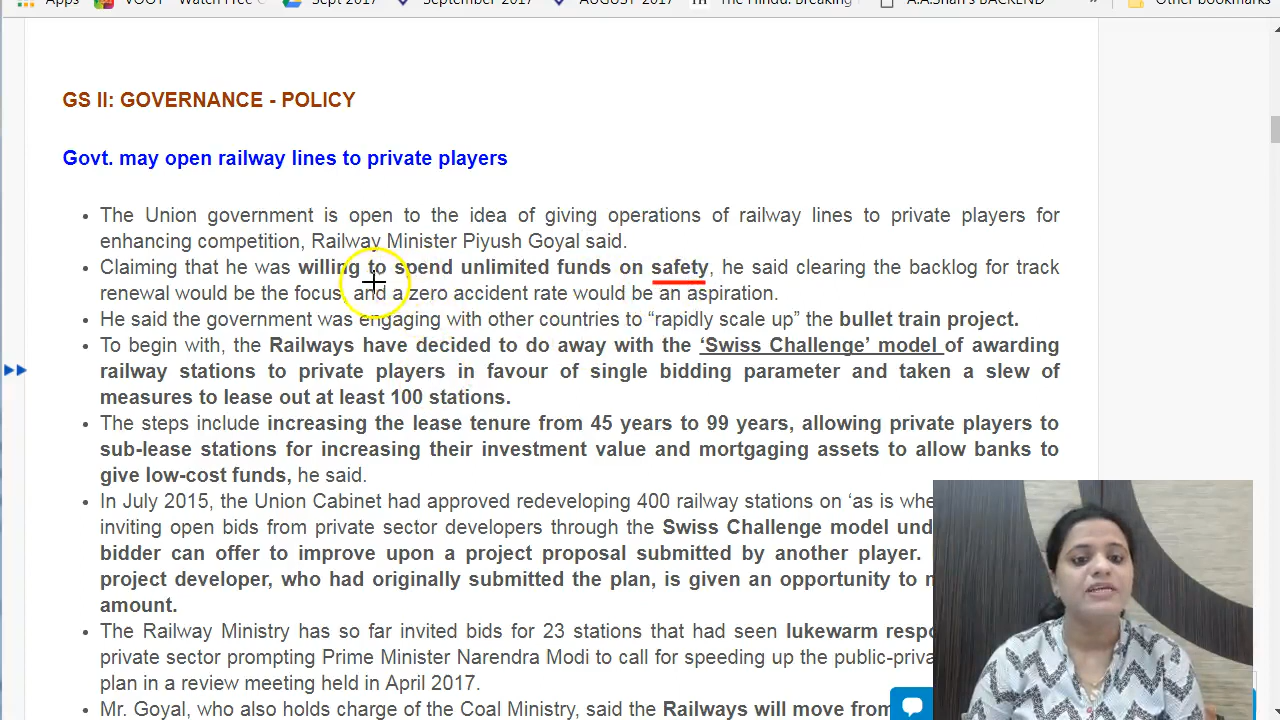 Apps VOOT - Watch Free Sept 2017 September 2017 AUGUST 2017 TH The Hindu: Breaking A.A.Shah's BACKEND » Other bookmarks
GS II: GOVERNANCE - POLICY
Govt. may open railway lines to private players
• The Union government is open to the idea of giving operations of railway lines to private players for
enhancing competition, Railway Minister Piyush Goyal said.
• Claiming that he was willing to spend unlimited funds on safety, he said clearing the backlog for track
renewal would be the focus, and a zero accident rate would be an aspiration.
• He said the government was engaging with other countries to “rapidly scale up” the bullet train project.
• To begin with, the Railways have decided to do away with the ‘Swiss Challenge’ model of awarding
railway stations to private players in favour of single bidding parameter and taken a slew of
measures to lease out at least 100 stations.
• The steps include increasing the lease tenure from 45 years to 99 years, allowing private players to
sub-lease stations for increasing their investment value and mortgaging assets to allow banks to
give low-cost funds, he said.
• In July 2015, the Union Cabinet had approved redeveloping 400 railway stations on ‘as is whe
inviting open bids from private sector developers through the Swiss Challenge model und
bidder can offer to improve upon a project proposal submitted by another player.
project developer, who had originally submitted the plan, is given an opportunity to
amount.
• The Railway Ministry has so far invited bids for 23 stations that had seen lukewarm resp
private sector prompting Prime Minister Narendra Modi to call for speeding up the public-priva
plan in a review meeting held in April 2017.
• Mr. Goyal, who also holds charge of the Coal Ministry, said the Railways will move from